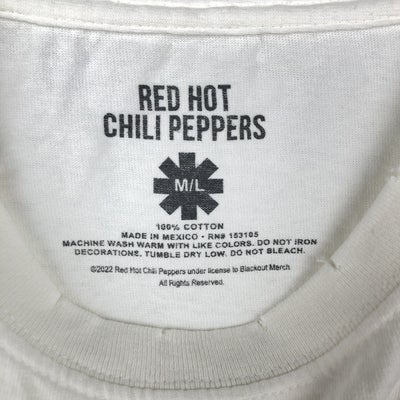 RED HOT
CHILI PEPPERS
M/L
100% COTTON
MADE IN MEXICO • RN# 153105
MACHINE WASH WARM WITH LIKE COLORS. DO NOT IRON
DECORATIONS. TUMBLE DRY LOW. DO NOT BLEACH.
©2022 Red Hot Chili Peppers under license to Blackout Merch.
All Rights Reserved.